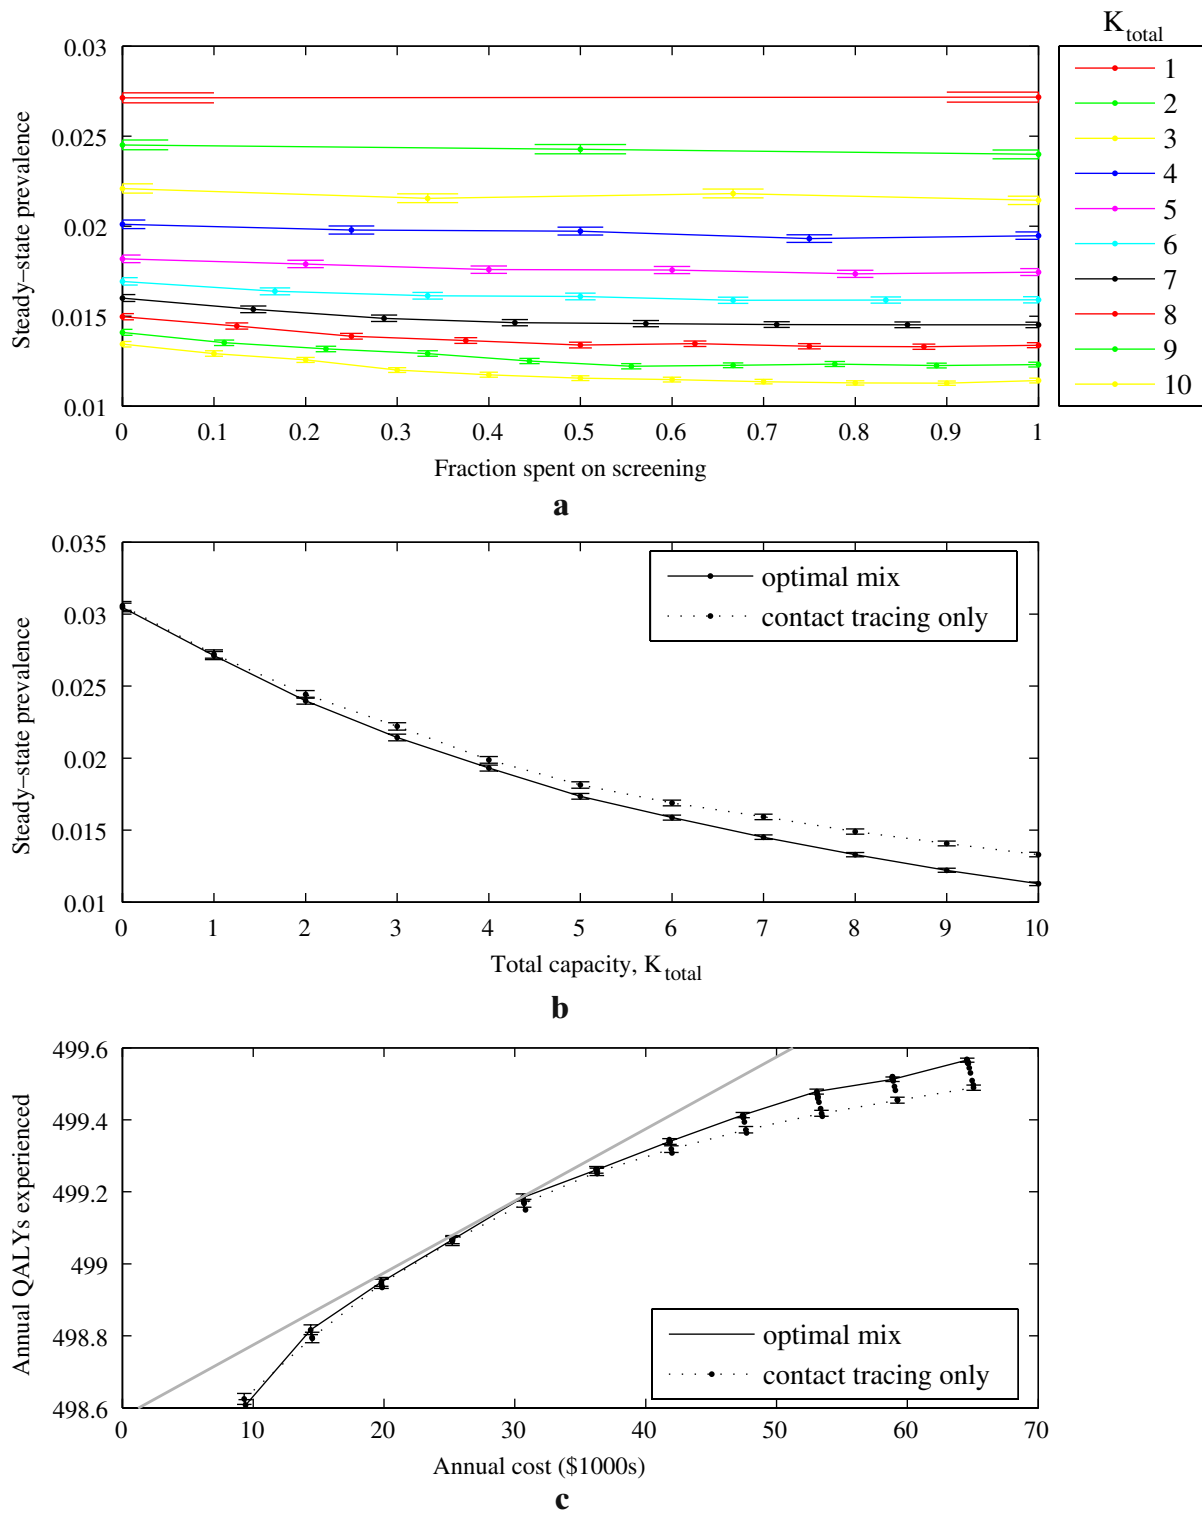 K_total
1
2
3
4
5
6
7
8
9
10
Steady–state prevalence
0.03
0.025
0.02
0.015
0.01
0 0.1 0.2 0.3 0.4 0.5 0.6 0.7 0.8 0.9 1
Fraction spent on screening
a
Steady–state prevalence
0.035
0.03
0.025
0.02
0.015
0.01
optimal mix
contact tracing only
0 1 2 3 4 5 6 7 8 9 10
Total capacity, K_total
b
Annual QALYs experienced
499.6
499.4
499.2
499
498.8
498.6
optimal mix
contact tracing only
0 10 20 30 40 50 60 70
Annual cost ($1000s)
c